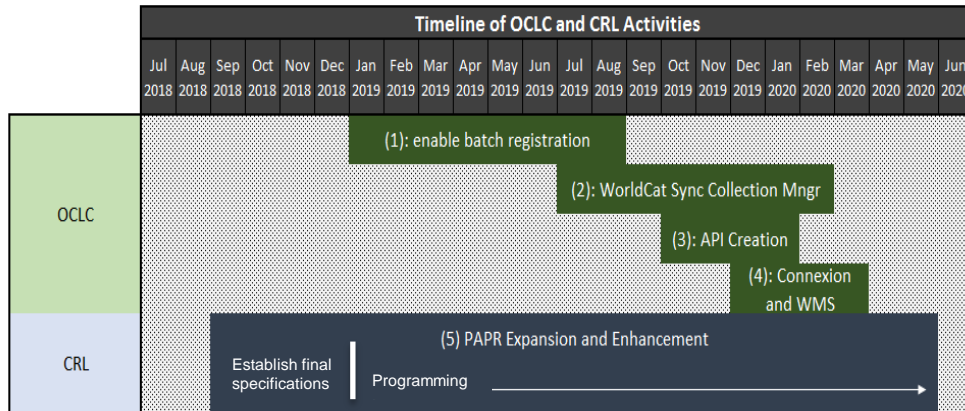 Timeline of OCLC and CRL Activities
Jul Aug Sep Oct Nov Dec Jan Feb Mar Apr May Jun Jul Aug Sep Oct Nov Dec Jan Feb Mar Apr May Jun
2018 2018 2018 2018 2018 2018 2019 2019 2019 2019 2019 2019 2019 2019 2019 2019 2019 2019 2020 2020 2020 2020 2020 2020
(1): enable batch registration
(2): WorldCat Sync Collection Mngr
OCLC
(3): API Creation
(4): Connexion
and WMS
(5) PAPR Expansion and Enhancement
CRL
Establish final
specifications
Programming